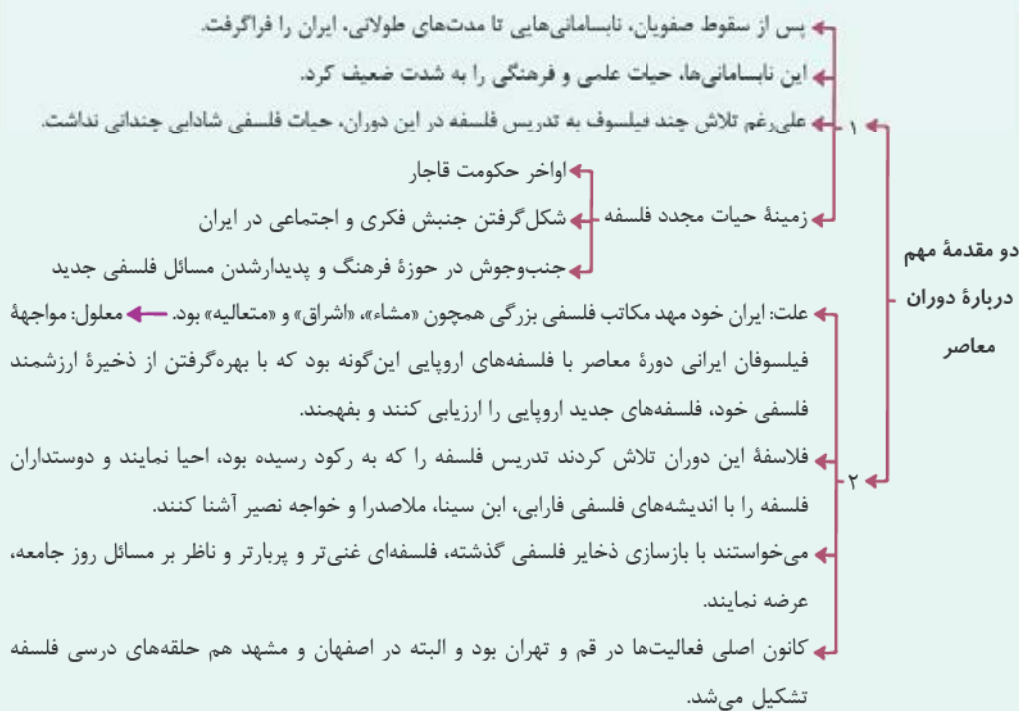 دو مقدمهٔ مهم
دربارهٔ دوران
معاصر
۱
پس از سقوط صفویان، نابسامانی‌هایی تا مدت‌های طولانی، ایران را فراگرفت.
این نابسامانی‌ها، حیات علمی و فرهنگی را به شدت ضعیف کرد.
علی‌رغم تلاش چند فیلسوف به تدریس فلسفه در این دوران، حیات فلسفی شادابی چندانی نداشت.
زمینهٔ حیات مجدد فلسفه
اواخر حکومت قاجار
شکل‌گرفتن جنبش فکری و اجتماعی در ایران
جنب‌وجوش در حوزهٔ فرهنگ و پدیدارشدن مسائل فلسفی جدید
۲
علت: ایران خود مهد مکاتب فلسفی بزرگی همچون «مشاء»، «اشراق» و «متعالیه» بود. معلول: مواجههٔ
فیلسوفان ایرانی دورهٔ معاصر با فلسفه‌های اروپایی این‌گونه بود که با بهره‌گرفتن از ذخیرهٔ ارزشمند
فلسفی خود، فلسفه‌های جدید اروپایی را ارزیابی کنند و بفهمند.
فلاسفهٔ این دوران تلاش کردند تدریس فلسفه را که به رکود رسیده بود، احیا نمایند و دوستداران
فلسفه را با اندیشه‌های فلسفی فارابی، ابن سینا، ملاصدرا و خواجه نصیر آشنا کنند.
می‌خواستند با بازسازی ذخایر فلسفی گذشته، فلسفه‌ای غنی‌تر و پربارتر و ناظر بر مسائل روز جامعه،
عرضه نمایند.
کانون اصلی فعالیت‌ها در قم و تهران بود و البته در اصفهان و مشهد هم حلقه‌های درسی فلسفه
تشکیل می‌شد.